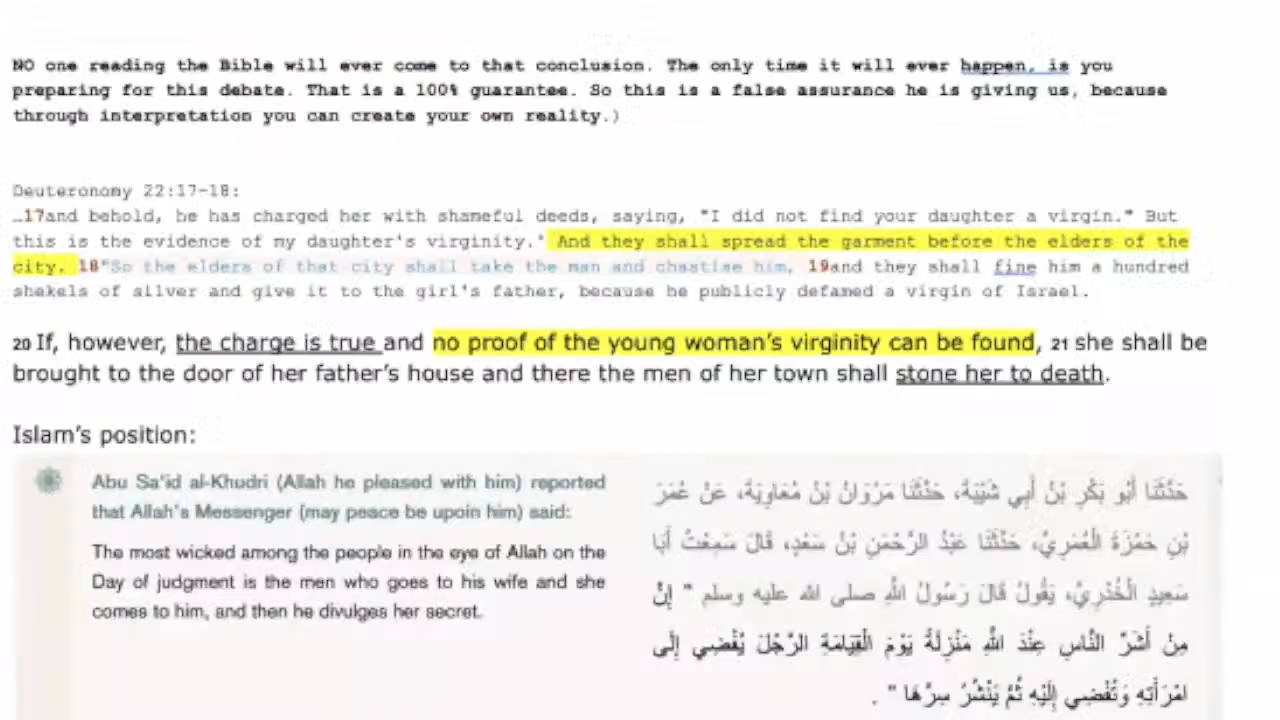 NO one reading the Bible will ever come to that conclusion. The only time it will ever happen, is you
preparing for this debate. That is a 100% guarantee. So this is a false assurance he is giving us, because
through interpretation you can create your own reality.)
Deuteronomy 22:17-18:
…17and behold, he has charged her with shameful deeds, saying, "I did not find your daughter a virgin." But
this is the evidence of my daughter's virginity.' And they shall spread the garment before the elders of the
city. 18"So the elders of that city shall take the man and chastise him, 19and they shall fine him a hundred
shekels of silver and give it to the girl's father, because he publicly defamed a virgin of Israel.
20 If, however, the charge is true and no proof of the young woman's virginity can be found, 21 she shall be
brought to the door of her father's house and there the men of her town shall stone her to death.
Islam's position:
Abu Sa'id al-Khudri (Allah he pleased with him) reported
that Allah's Messenger (may peace be upoin him) said:
The most wicked among the people in the eye of Allah on the
Day of judgment is the men who goes to his wife and she
comes to him, and then he divulges her secret.
حَدَّثَنَا أَبُو بَكْرِ بْنُ أَبِي شَيْبَةَ، حَدَّثَنَا مَرْوَانُ بْنُ مُعَاوِيَةَ، عَنْ عُمَرَ
بْنِ حَمْزَةَ الْعُمَرِيِّ، حَدَّثَنَا عَبْدُ الرَّحْمَنِ بْنُ سَعْدٍ، قَالَ سَمِعْتُ أَبَا
سَعِيدٍ الْخُدْرِيَّ، يَقُولُ قَالَ رَسُولُ اللَّهِ صلى الله عليه وسلم ‏"‏ إِنَّ
مِنْ أَشَرِّ النَّاسِ عِنْدَ اللَّهِ مَنْزِلَةً يَوْمَ الْقِيَامَةِ الرَّجُلَ يُفْضِي إِلَى
امْرَأَتِهِ وَتُفْضِي إِلَيْهِ ثُمَّ يَنْشُرُ سِرَّهَا ‏"‏ ‏.‏